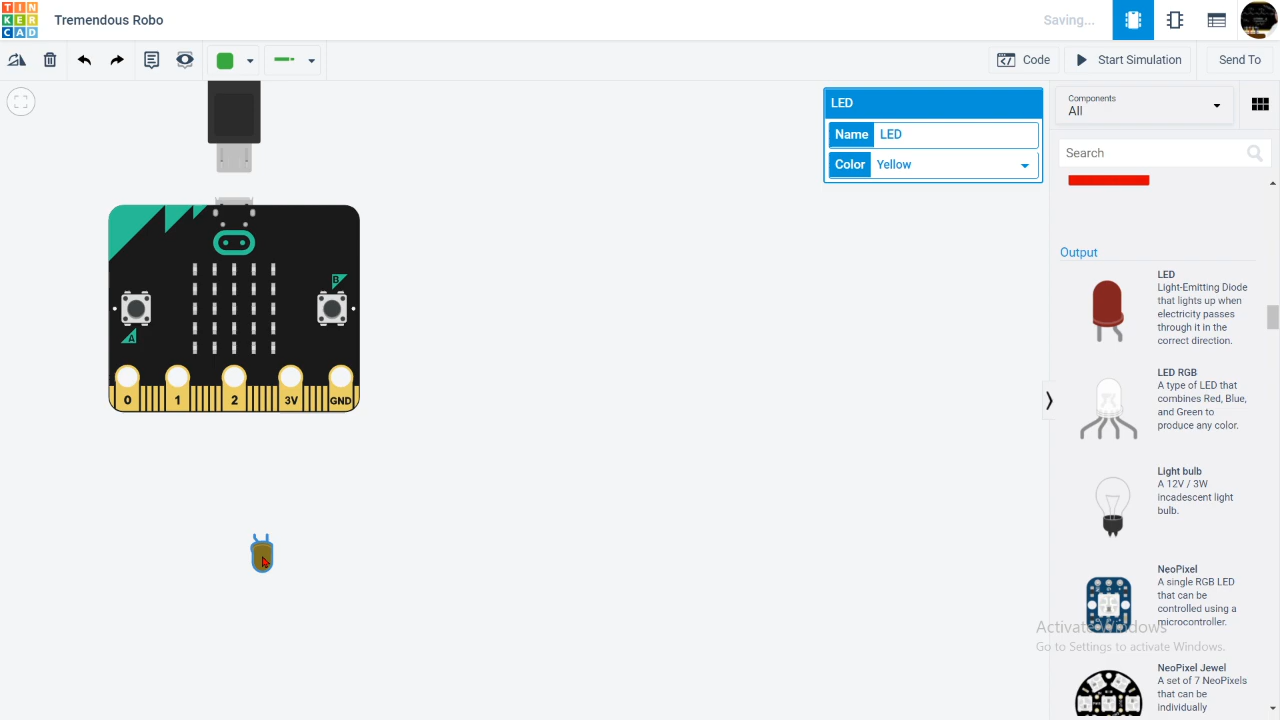 TIN
KER
CAD
Tremendous Robo
Saving...
Code
Start Simulation
Send To
LED
Name LED
Color Yellow
Components
All
Search
Output
LED
Light-Emitting Diode
that lights up when
electricity passes
through it in the
correct direction.
LED RGB
A type of LED that
combines Red, Blue,
and Green to
produce any color.
Light bulb
A 12V / 3W
incadescent light
bulb.
NeoPixel
A single RGB LED
that can be
controlled using a
microcontroller.
Activate Windows
Go to Settings to activate Windows.
NeoPixel Jewel
A set of 7 NeoPixels
that can be
individually
B
A
0 1 2 3V GND